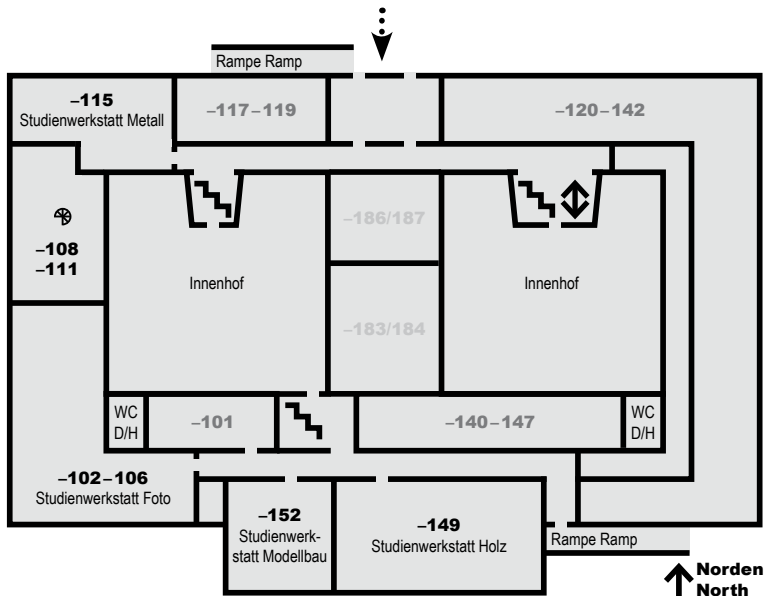 Rampe Ramp
–115
Studienwerkstatt Metall
–117–119
–120–142
–108
–111
–186/187
Innenhof
Innenhof
–183/184
WC
D/H
–101
–140–147
WC
D/H
–102–106
Studienwerkstatt Foto
–152
Studienwerk-
statt Modellbau
–149
Studienwerkstatt Holz
Rampe Ramp
Norden
North